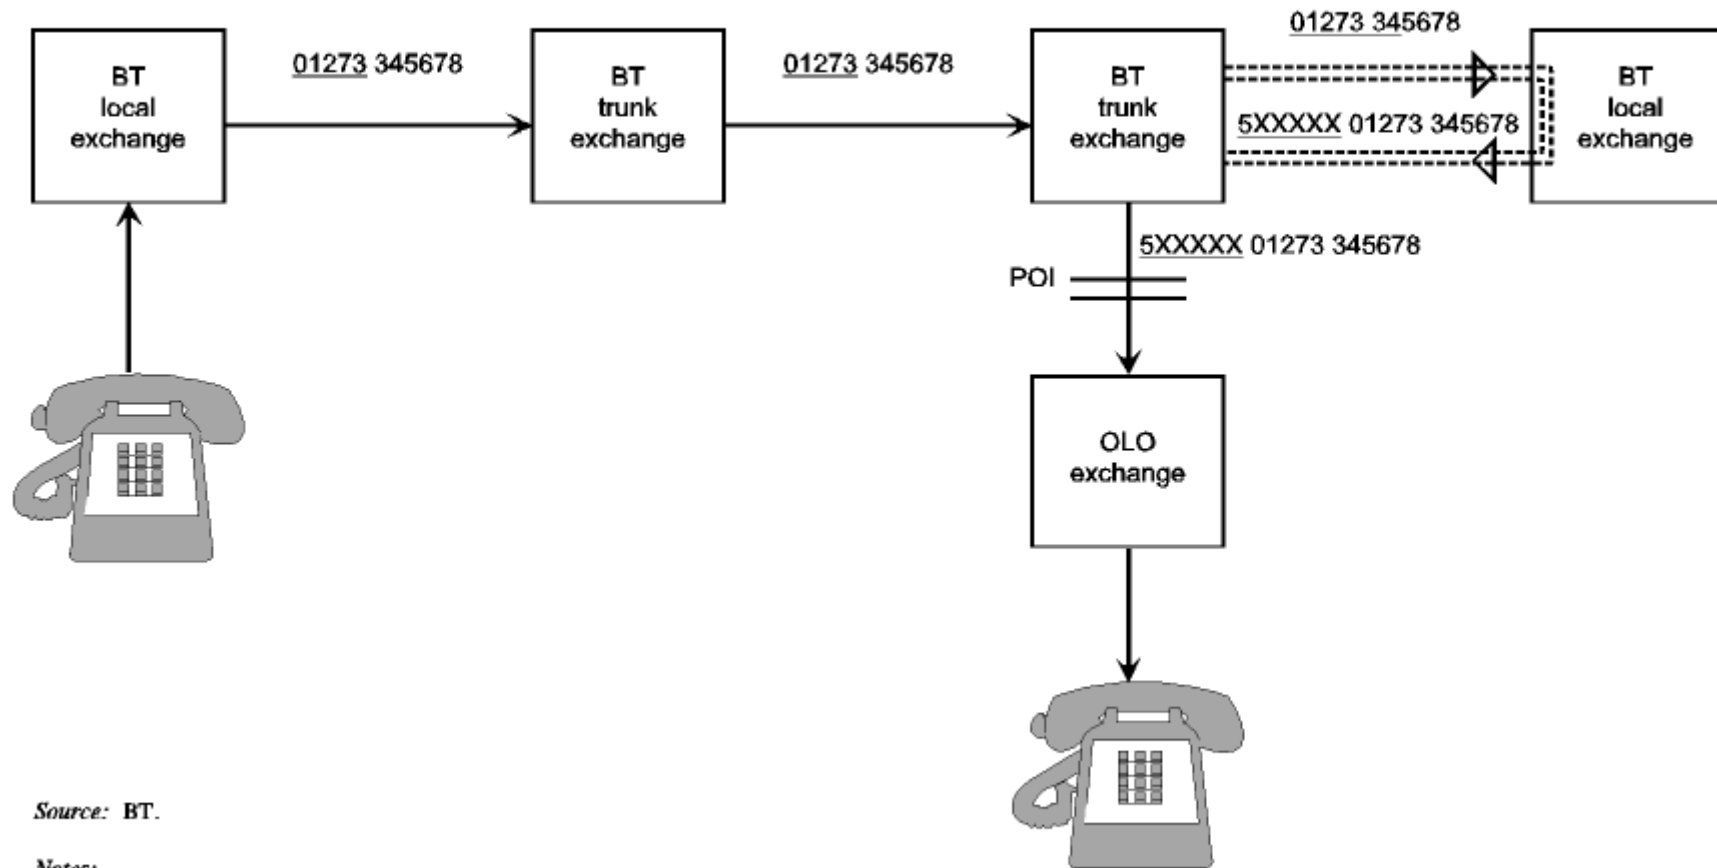 01273 345678
BT
local
exchange
01273 345678
BT
trunk
exchange
01273 345678
BT
trunk
exchange
5XXXXX 01273 345678
BT
local
exchange
5XXXXX 01273 345678
POI
OLO
exchange
Source: BT.
Notes: